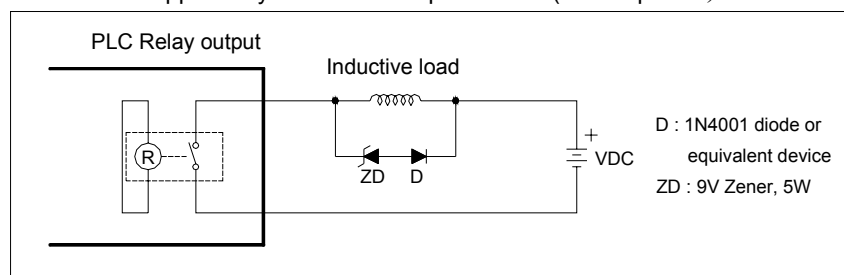 PLC Relay output
Inductive load
R
ZD D
+
VDC
D : 1N4001 diode or
equivalent device
ZD : 9V Zener, 5W